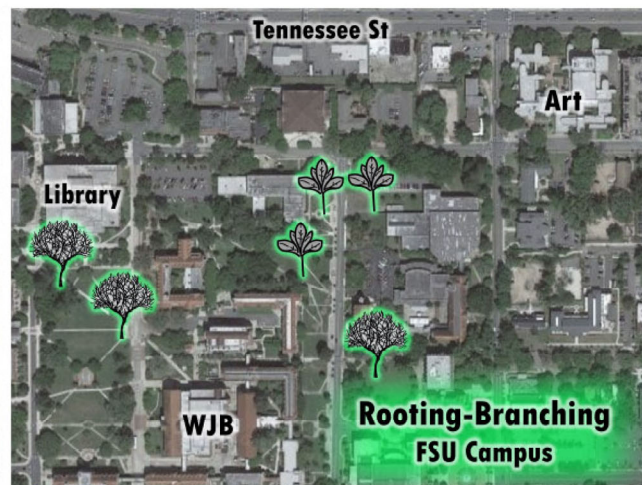 Tennessee St
Art
Library
WJB
Rooting-Branching
FSU Campus